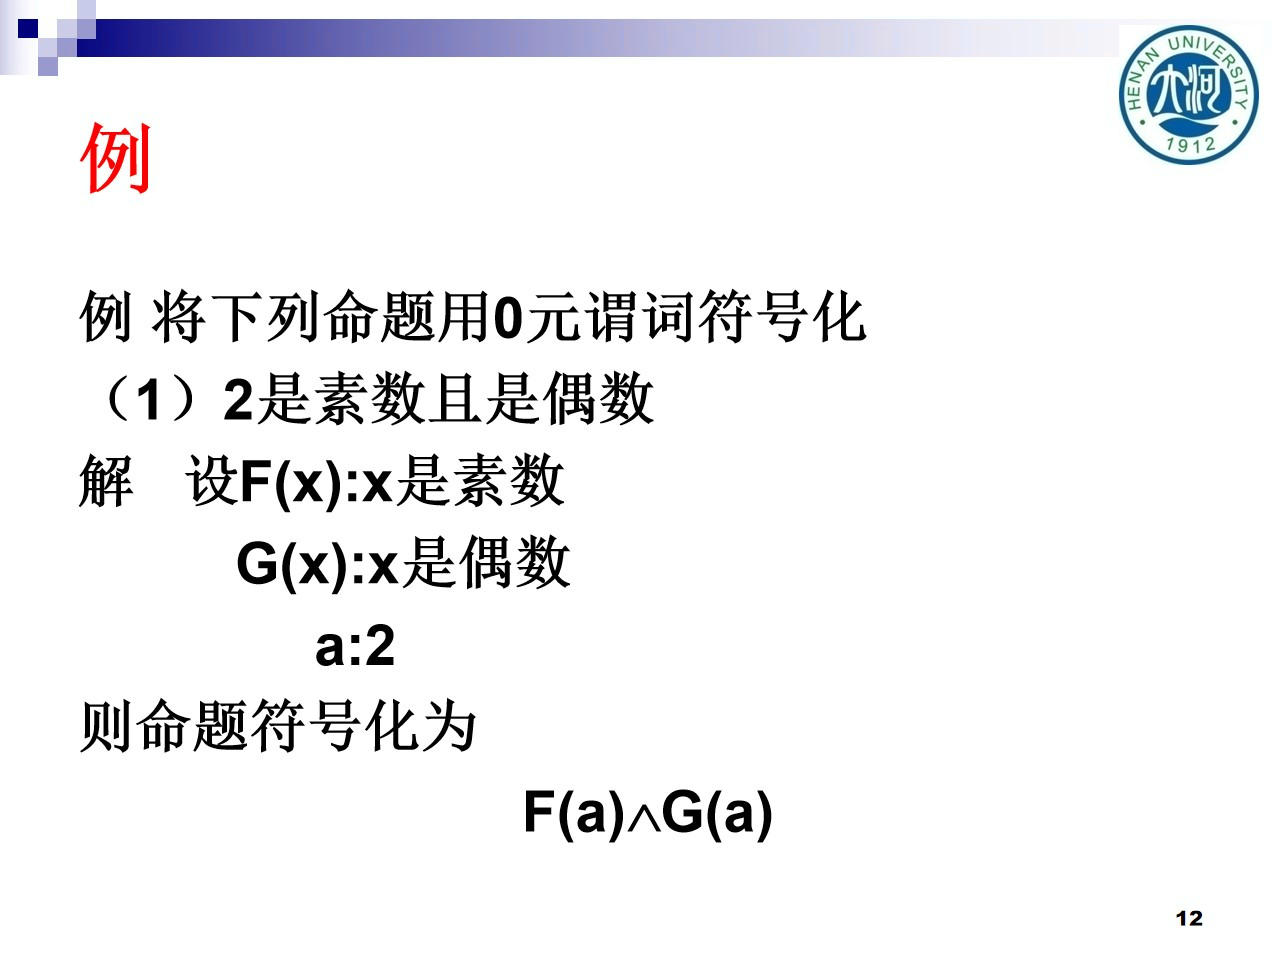 HENAN UNIVERSITY
大河
1912
例
例 将下列命题用0元谓词符号化
（1）2是素数且是偶数
解 设F(x):x是素数
G(x):x是偶数
a:2
则命题符号化为
F(a)∧G(a)
12